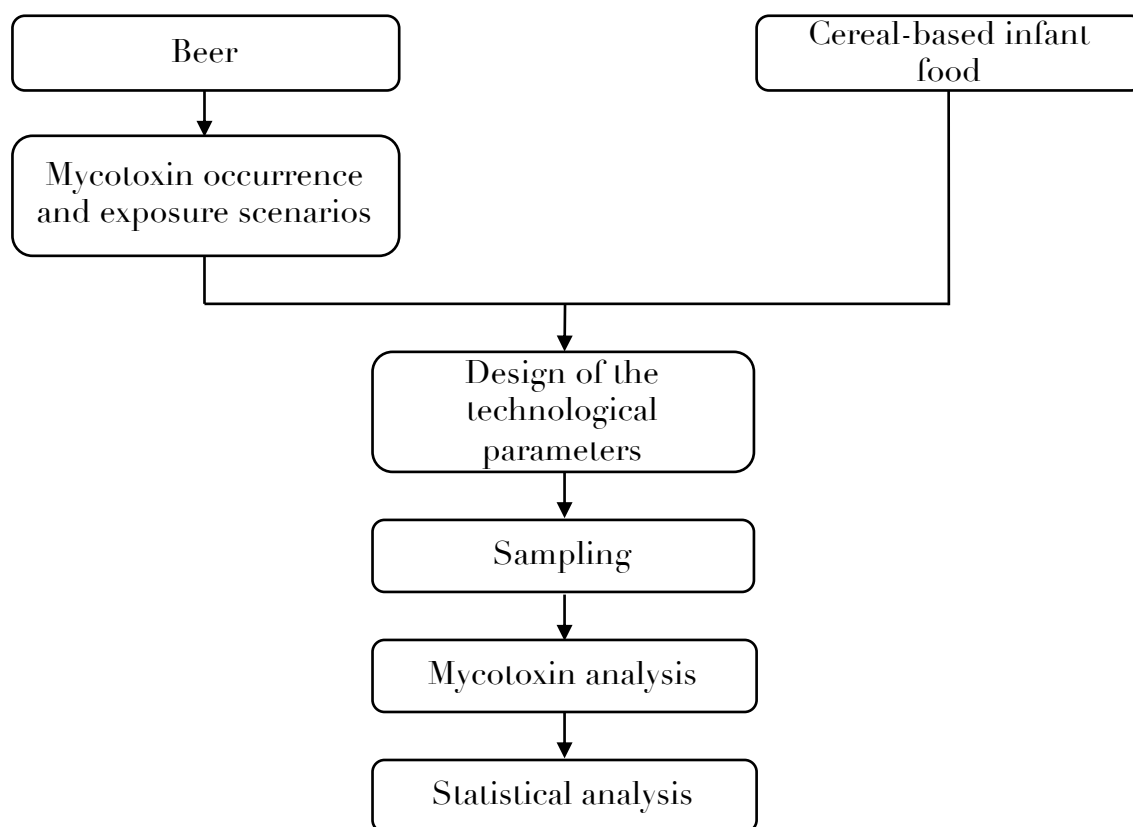 Beer
Cereal-based infant
food
Mycotoxin occurrence
and exposure scenarios
Design of the
technological
parameters
Sampling
Mycotoxin analysis
Statistical analysis